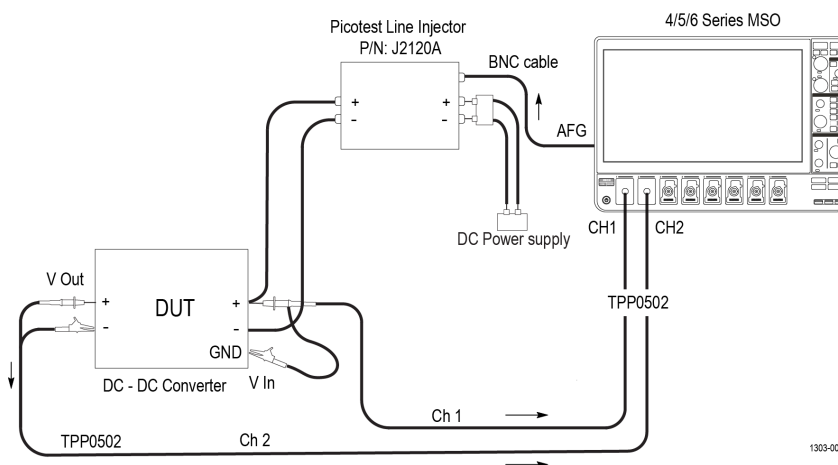 4/5/6 Series MSO
Picotest Line Injector
P/N: J2120A
BNC cable
+
-
+
-
AFG
DC Power supply
CH1
CH2
V Out
+
-
DUT
+
-
GND
TPP0502
DC - DC Converter
V In
Ch 1
TPP0502
Ch 2
1303-00